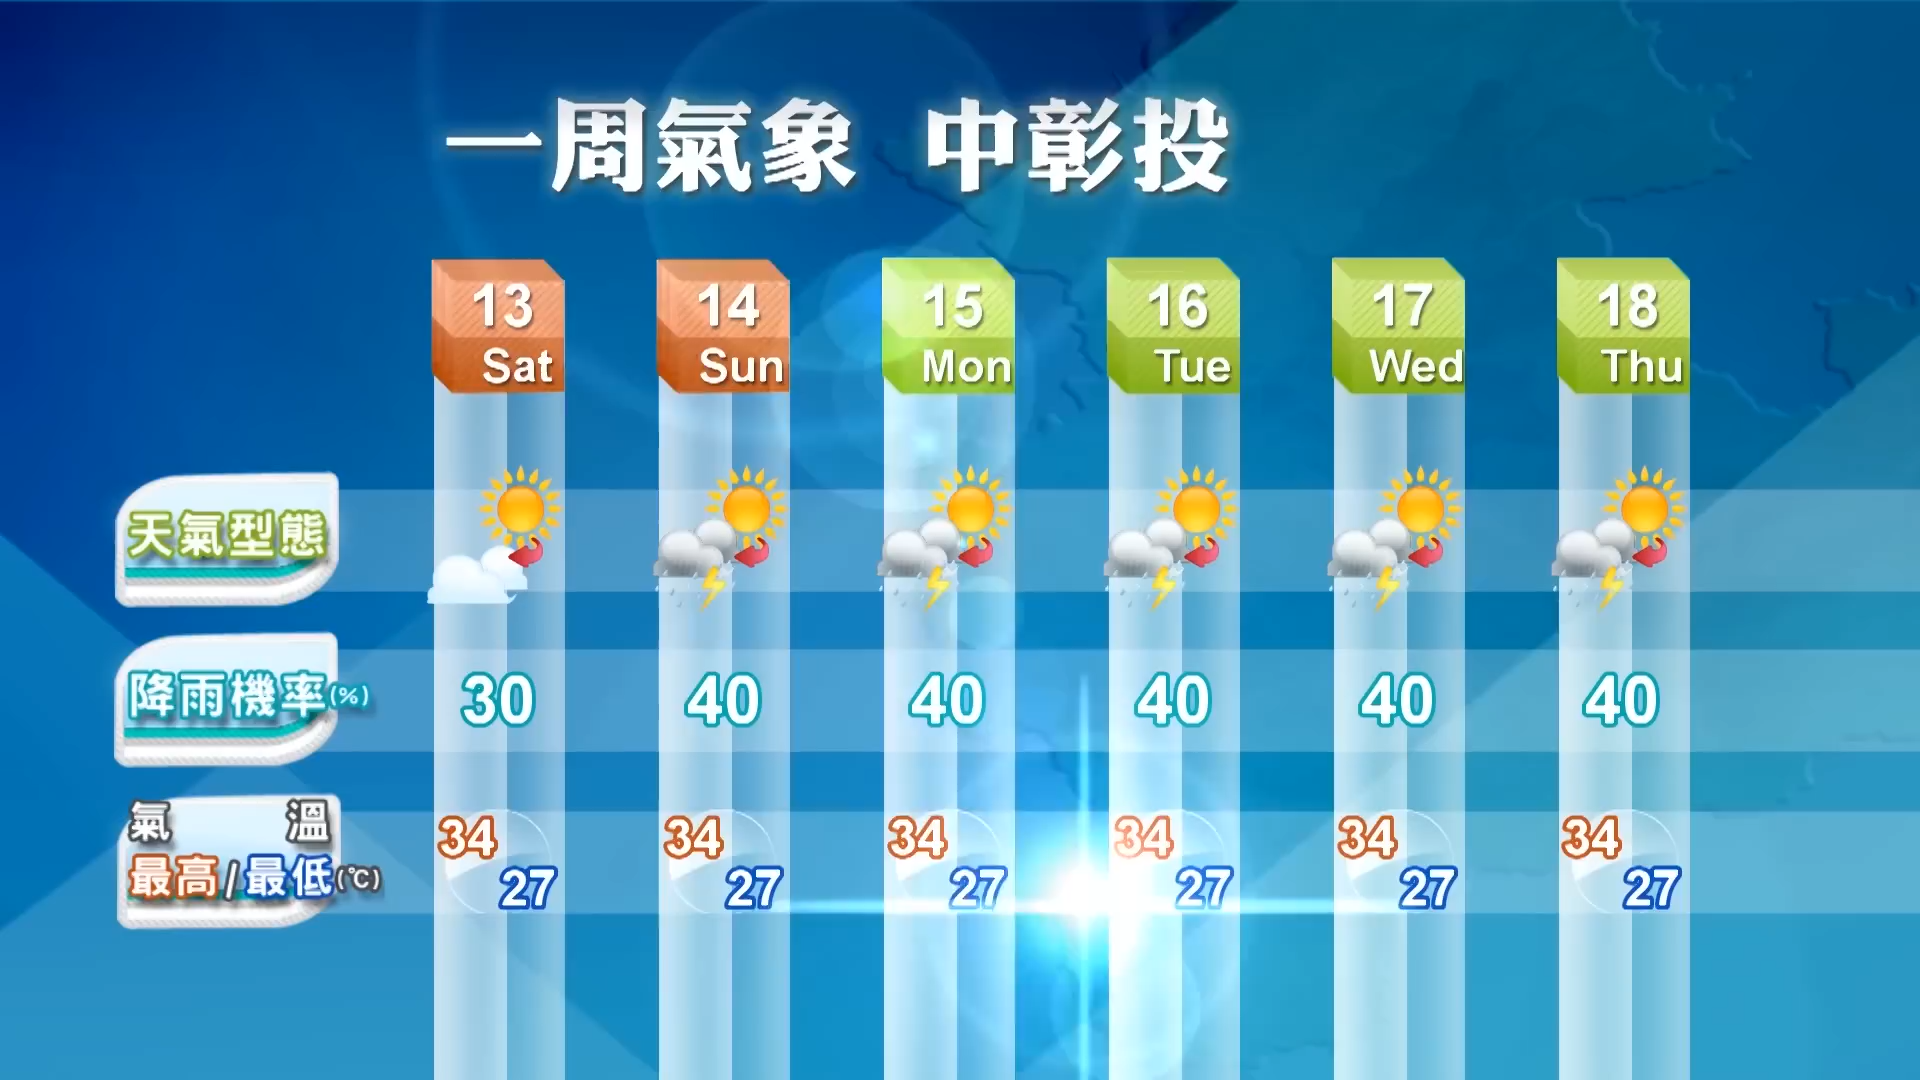 一周氣象 中彰投
13 14 15 16 17 18
Sat Sun Mon Tue Wed Thu
天氣型態
降雨機率(%) 30 40 40 40 40 40
氣溫
最高/最低(℃)
34 34 34 34 34 34
27 27 27 27 27 27